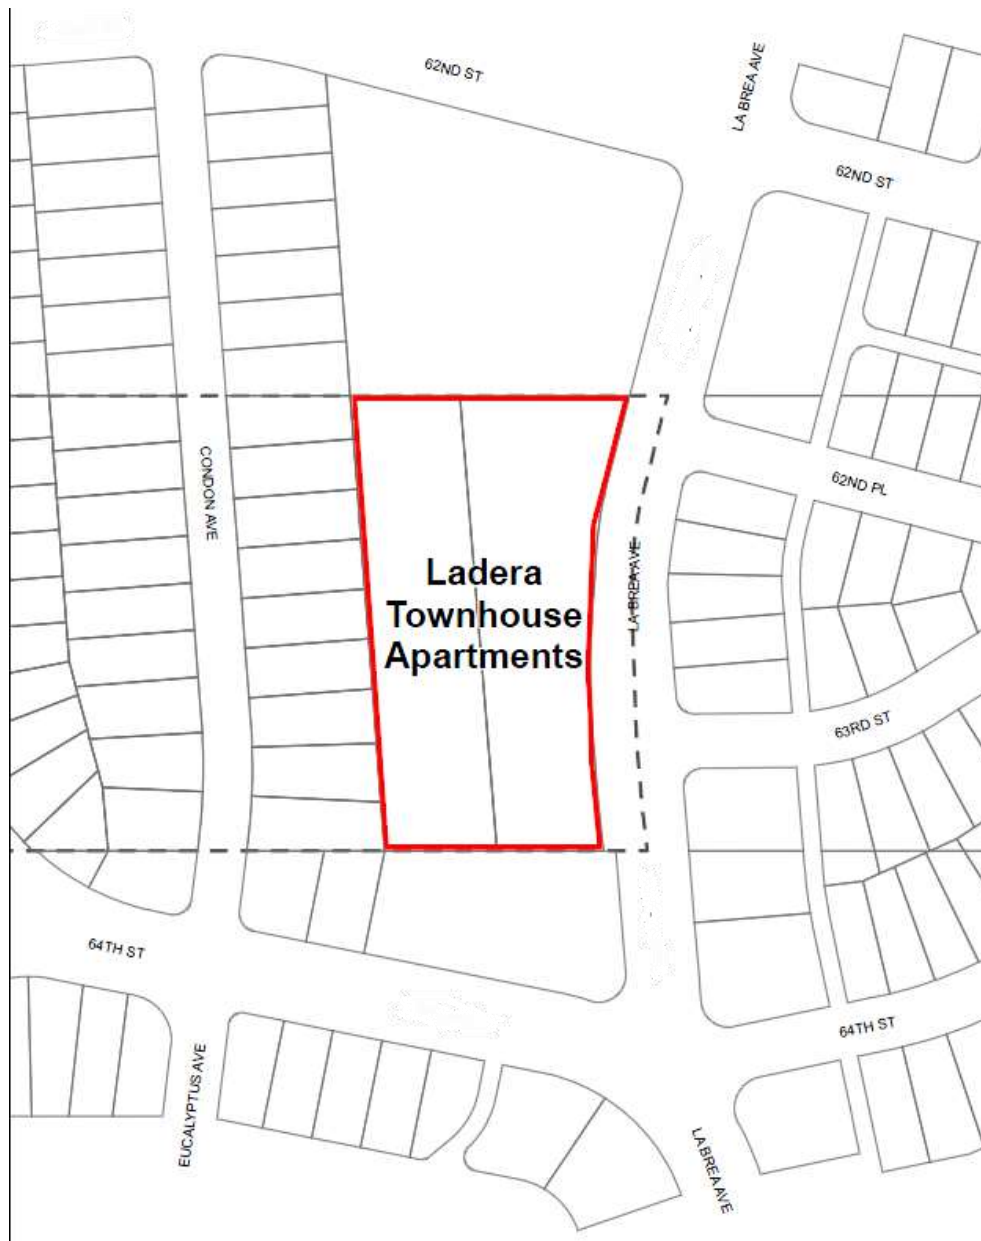 62ND ST
LA BREA AVE
62ND ST
CONDON AVE
62ND PL
LA BREA AVE
Ladera
Townhouse
Apartments
63RD ST
64TH ST
64TH ST
EUCALYPTUS AVE
LA BREA AVE